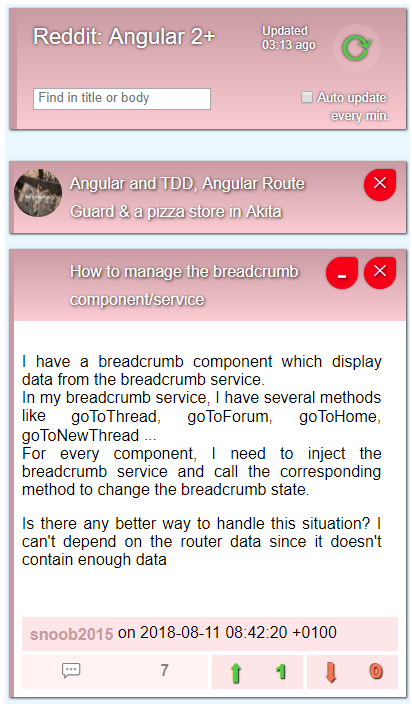 Reddit: Angular 2+
Updated
03:13 ago
Find in title or body
Auto update
every min.
Angular and TDD, Angular Route
Guard & a pizza store in Akita
How to manage the breadcrumb
component/service
I have a breadcrumb component which display
data from the breadcrumb service.
In my breadcrumb service, I have several methods
like goToThread, goToForum, goToHome,
goToNewThread ...
For every component, I need to inject the
breadcrumb service and call the corresponding
method to change the breadcrumb state.
Is there any better way to handle this situation? I
can't depend on the router data since it doesn't
contain enough data
snoob2015 on 2018-08-11 08:42:20 +0100
7 1 0